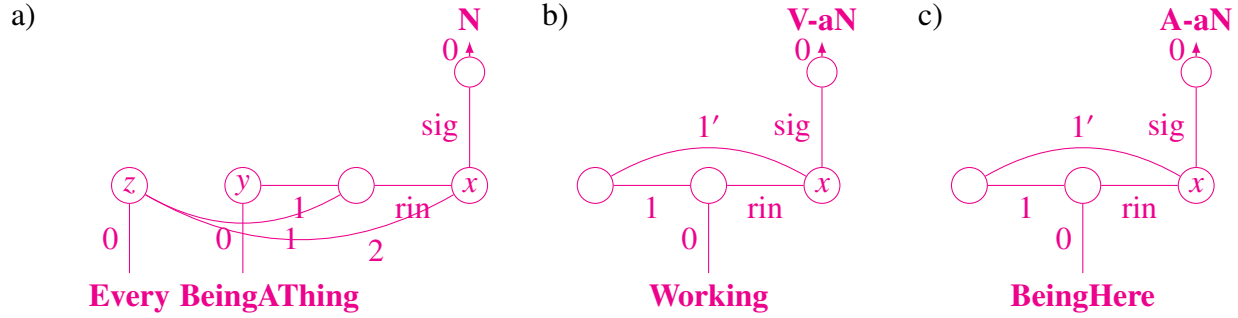 a) b) c)
N V-aN A-aN
0 0 0
sig 1′ sig 1′ sig
z y x x x
1 rin 1 rin 1 rin
0 0 1 2 0 0
Every BeingAThing Working BeingHere